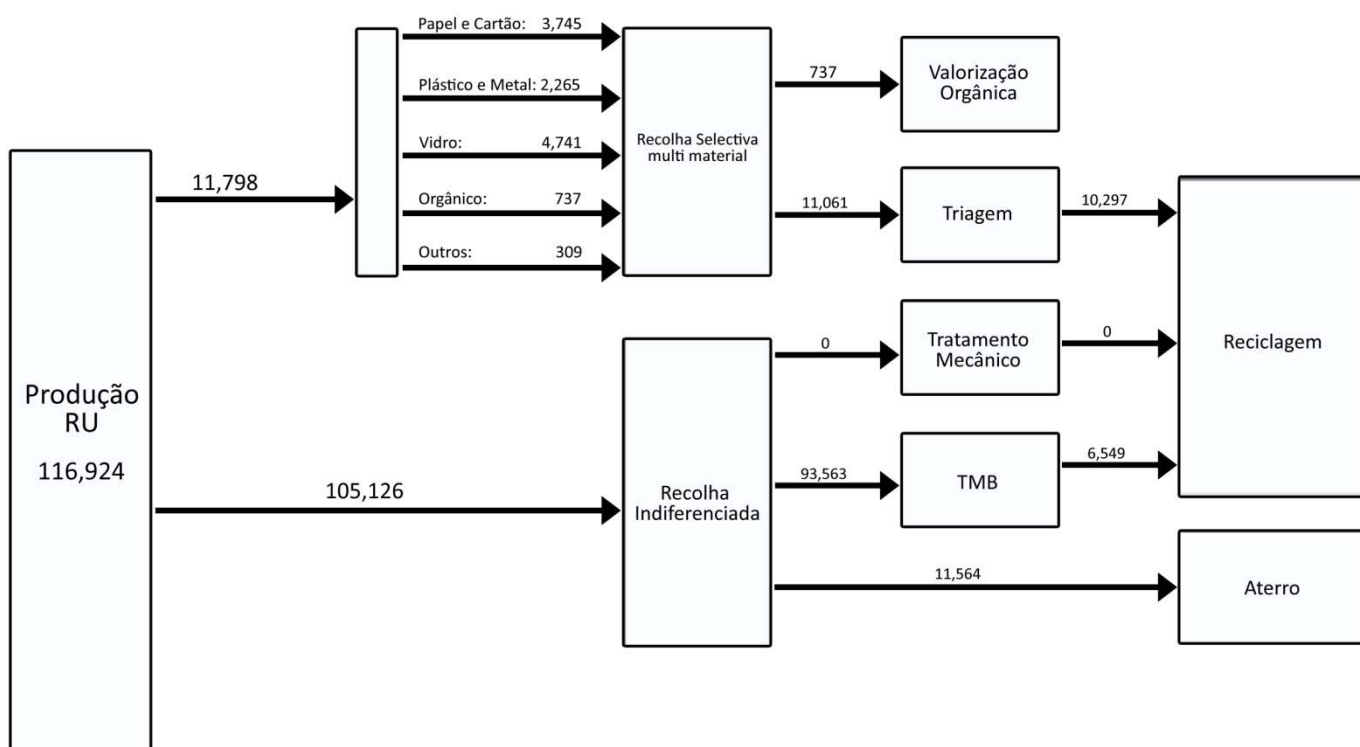 Produção
RU
116,924
11,798
105,126
Papel e Cartão: 3,745
Plástico e Metal: 2,265
Vidro: 4,741
Orgânico: 737
Outros: 309
Recolha Selectiva
multi material
737
Valorização
Orgânica
11,061
Triagem
10,297
Recolha
Indiferenciada
0
Tratamento
Mecânico
0
93,563
TMB
6,549
Reciclagem
11,564
Aterro